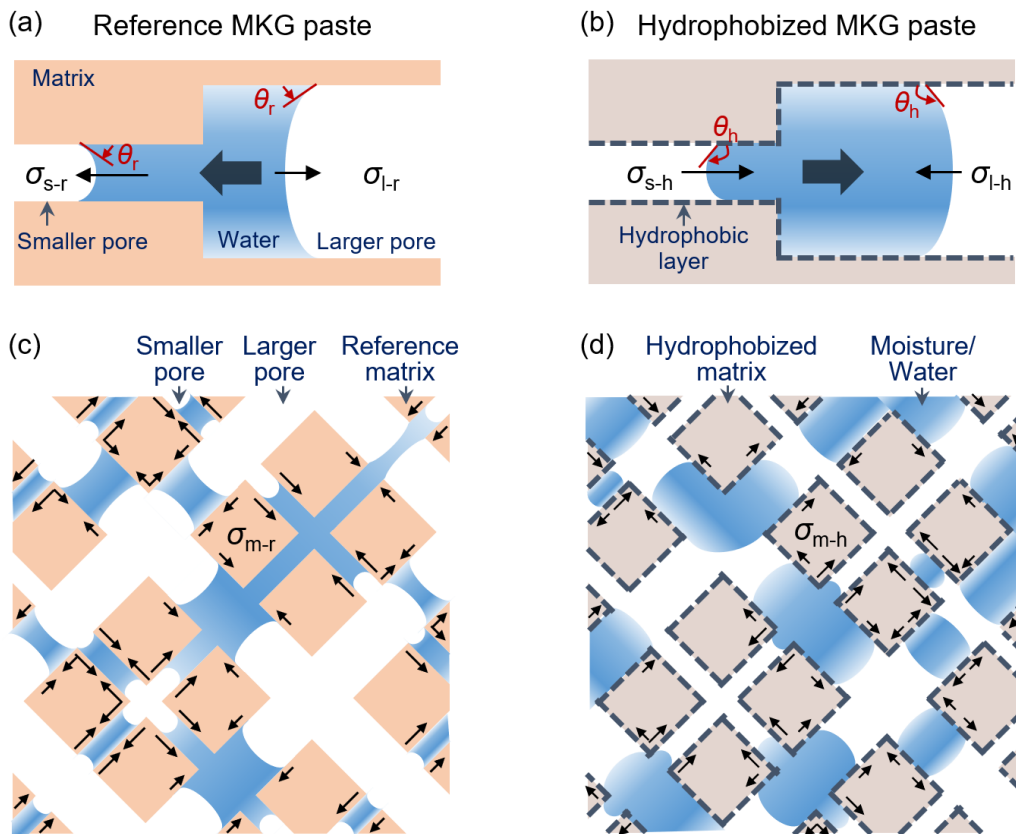 (a) Reference MKG paste
Matrix
θr
θr
σs-r
σl-r
Smaller pore
Water
Larger pore
(b) Hydrophobized MKG paste
θh
θh
σs-h
σl-h
Hydrophobic
layer
(c)
Smaller
pore
Larger
pore
Reference
matrix
σm-r
(d)
Hydrophobized
matrix
Moisture/
Water
σm-h